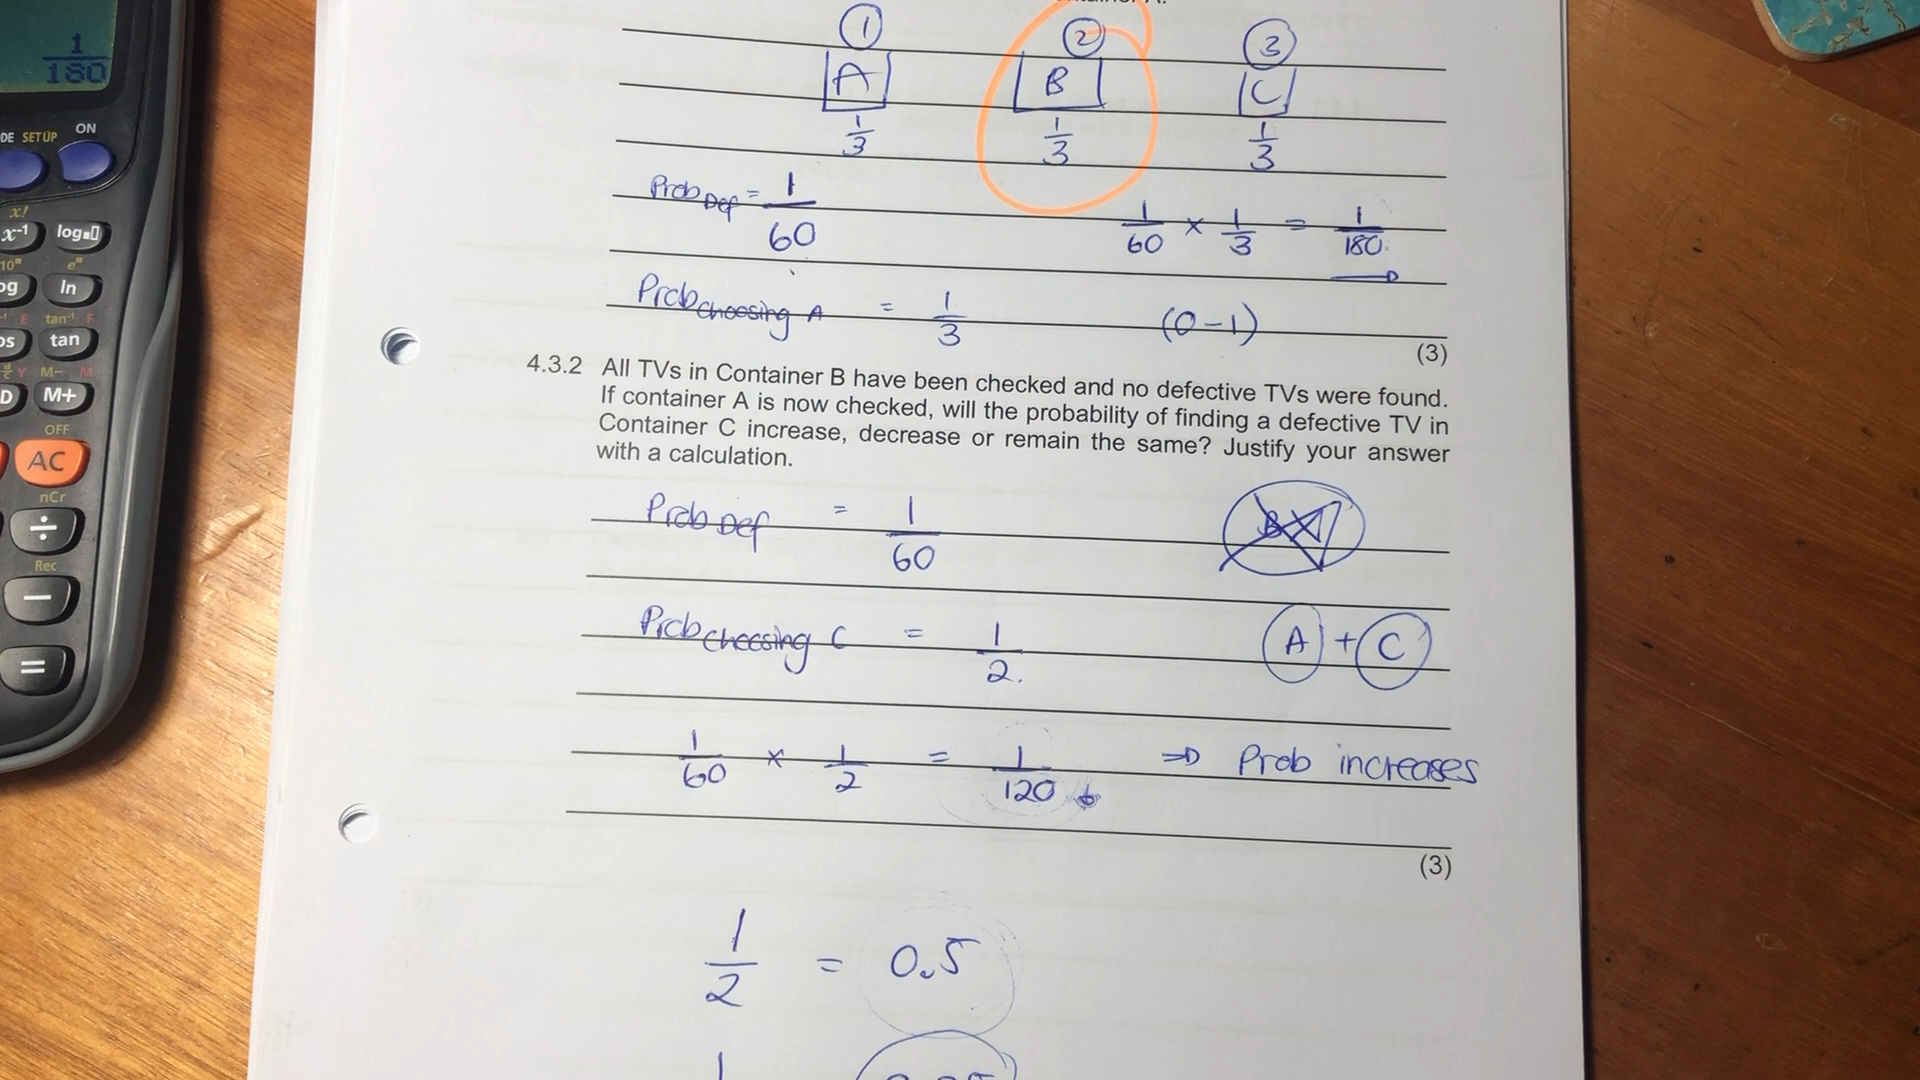 1/180
① ② ③
A B C
1/3 1/3 1/3
Prob Def = 1/60
1/60 × 1/3 = 1/180
Prob choosing A = 1/3 (0-1)
(3)
4.3.2 All TVs in Container B have been checked and no defective TVs were found.
If container A is now checked, will the probability of finding a defective TV in
Container C increase, decrease or remain the same? Justify your answer
with a calculation.
Prob Def = 1/60
Prob choosing C = 1/2.
A + C
1/60 × 1/2 = 1/120 ⇒ Prob increases
(3)
1/2 = 0.5
SETUP ON
x!
x⁻¹ log
10ⁿ eⁿ
ln
tan⁻¹ F
tan
M- M
M+
OFF
AC
nCr
÷
Rec
−
=